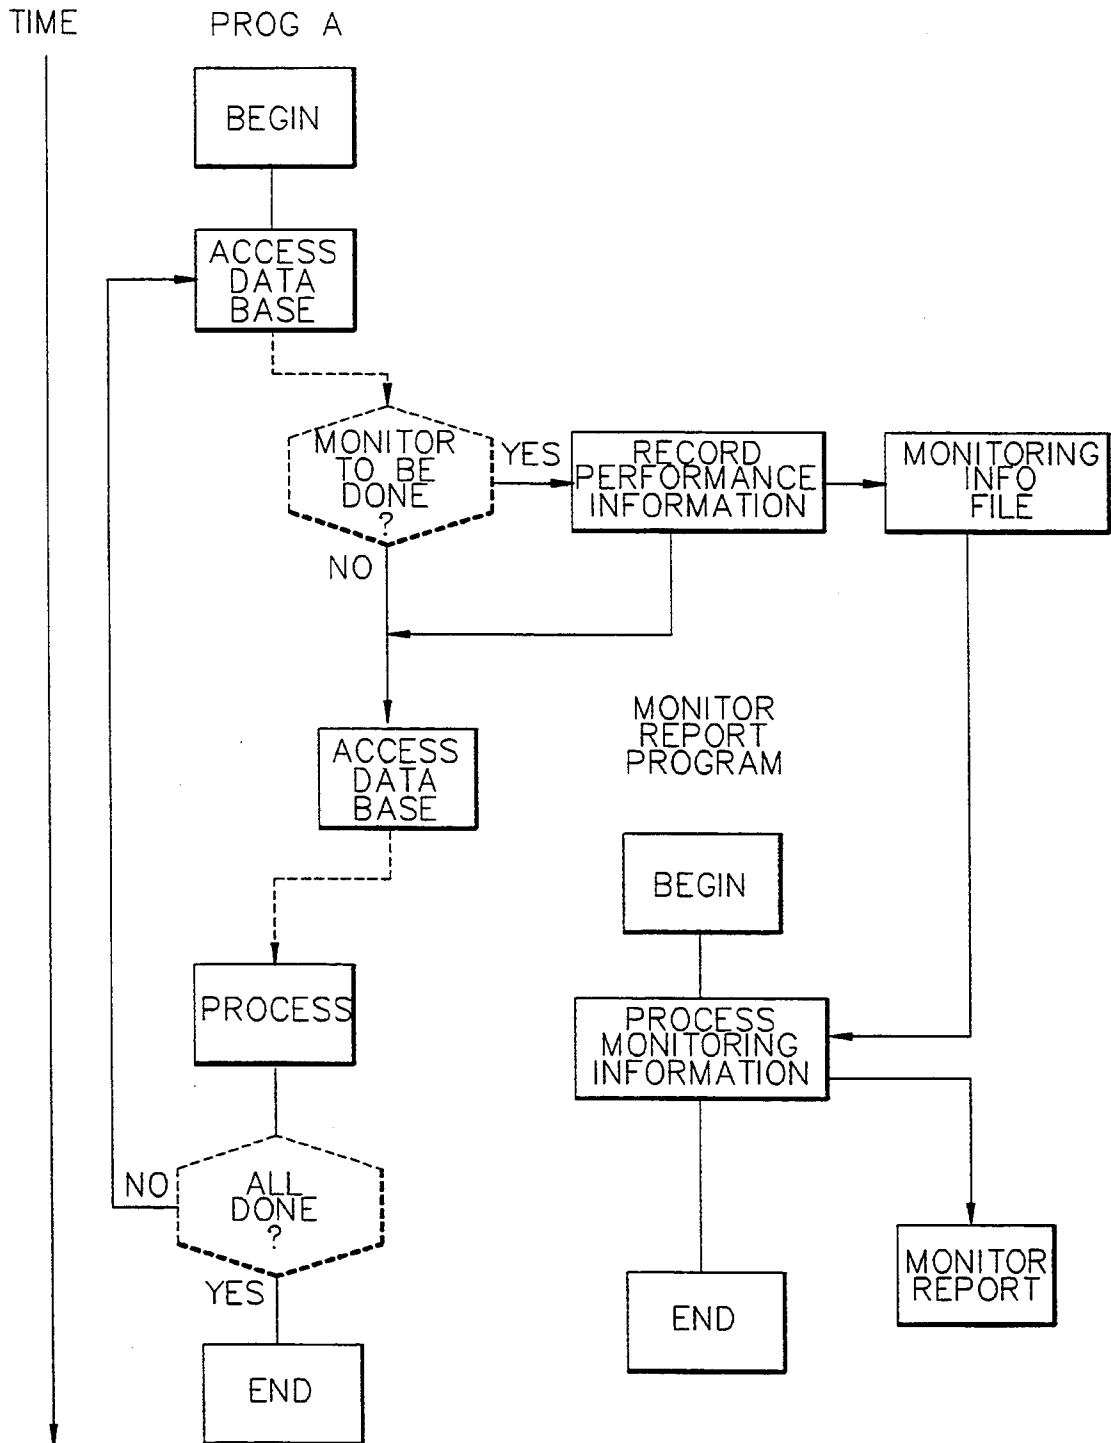 TIME
PROG A
BEGIN
ACCESS
DATA
BASE
MONITOR
TO BE
DONE
?
YES
RECORD
PERFORMANCE
INFORMATION
MONITORING
INFO
FILE
NO
ACCESS
DATA
BASE
MONITOR
REPORT
PROGRAM
BEGIN
PROCESS
PROCESS
MONITORING
INFORMATION
NO
ALL
DONE
?
YES
MONITOR
REPORT
END
END